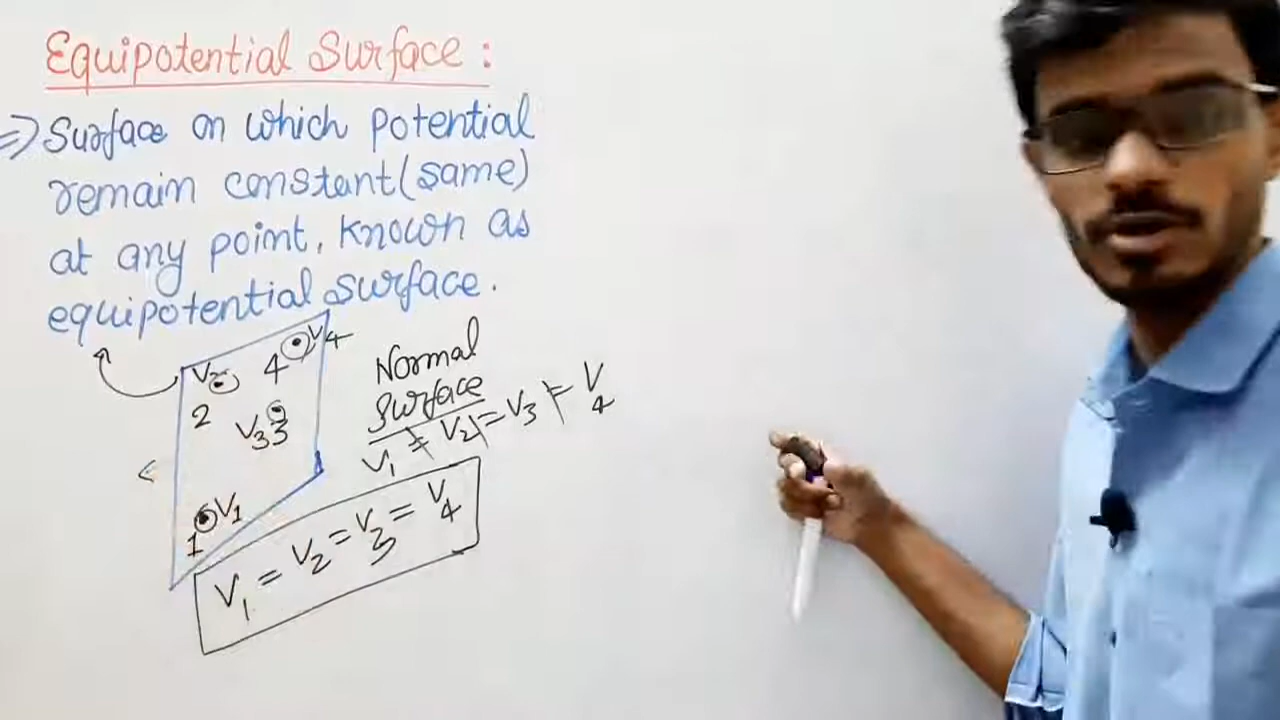 Equipotential Surface :
=> Surface on which potential
remain constant (same)
at any point, known as
equipotential surface.
V4
V2
4
2
V3 3
V1
1
Normal
Surface
V1 ≠ V2 ≠ V3 ≠ V4
V1 = V2 = V3 = V4